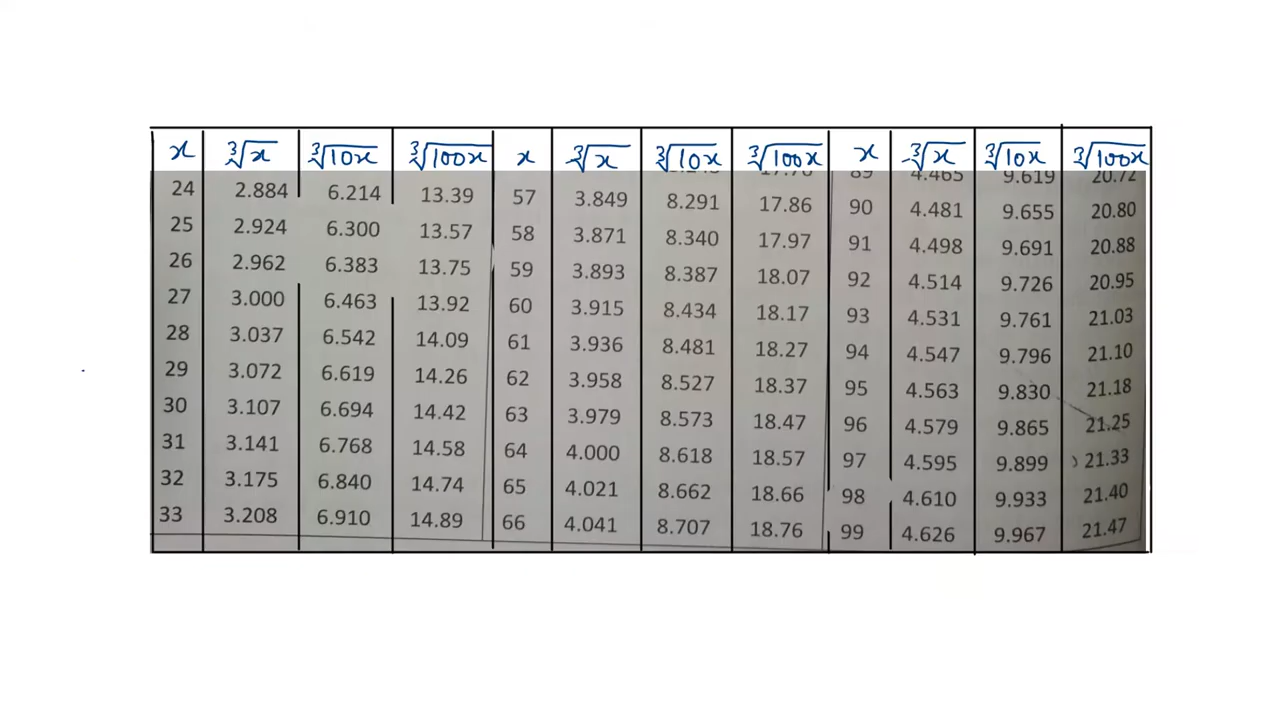 x ∛x ∛10x ∛100x x ∛x ∛10x ∛100x x ∛x ∛10x ∛100x
89 4.465 9.619 20.72
24 2.884 6.214 13.39 57 3.849 8.291 17.86 90 4.481 9.655 20.80
25 2.924 6.300 13.57 58 3.871 8.340 17.97 91 4.498 9.691 20.88
26 2.962 6.383 13.75 59 3.893 8.387 18.07 92 4.514 9.726 20.95
27 3.000 6.463 13.92 60 3.915 8.434 18.17 93 4.531 9.761 21.03
28 3.037 6.542 14.09 61 3.936 8.481 18.27 94 4.547 9.796 21.10
29 3.072 6.619 14.26 62 3.958 8.527 18.37 95 4.563 9.830 21.18
30 3.107 6.694 14.42 63 3.979 8.573 18.47 96 4.579 9.865 21.25
31 3.141 6.768 14.58 64 4.000 8.618 18.57 97 4.595 9.899 21.33
32 3.175 6.840 14.74 65 4.021 8.662 18.66 98 4.610 9.933 21.40
33 3.208 6.910 14.89 66 4.041 8.707 18.76 99 4.626 9.967 21.47